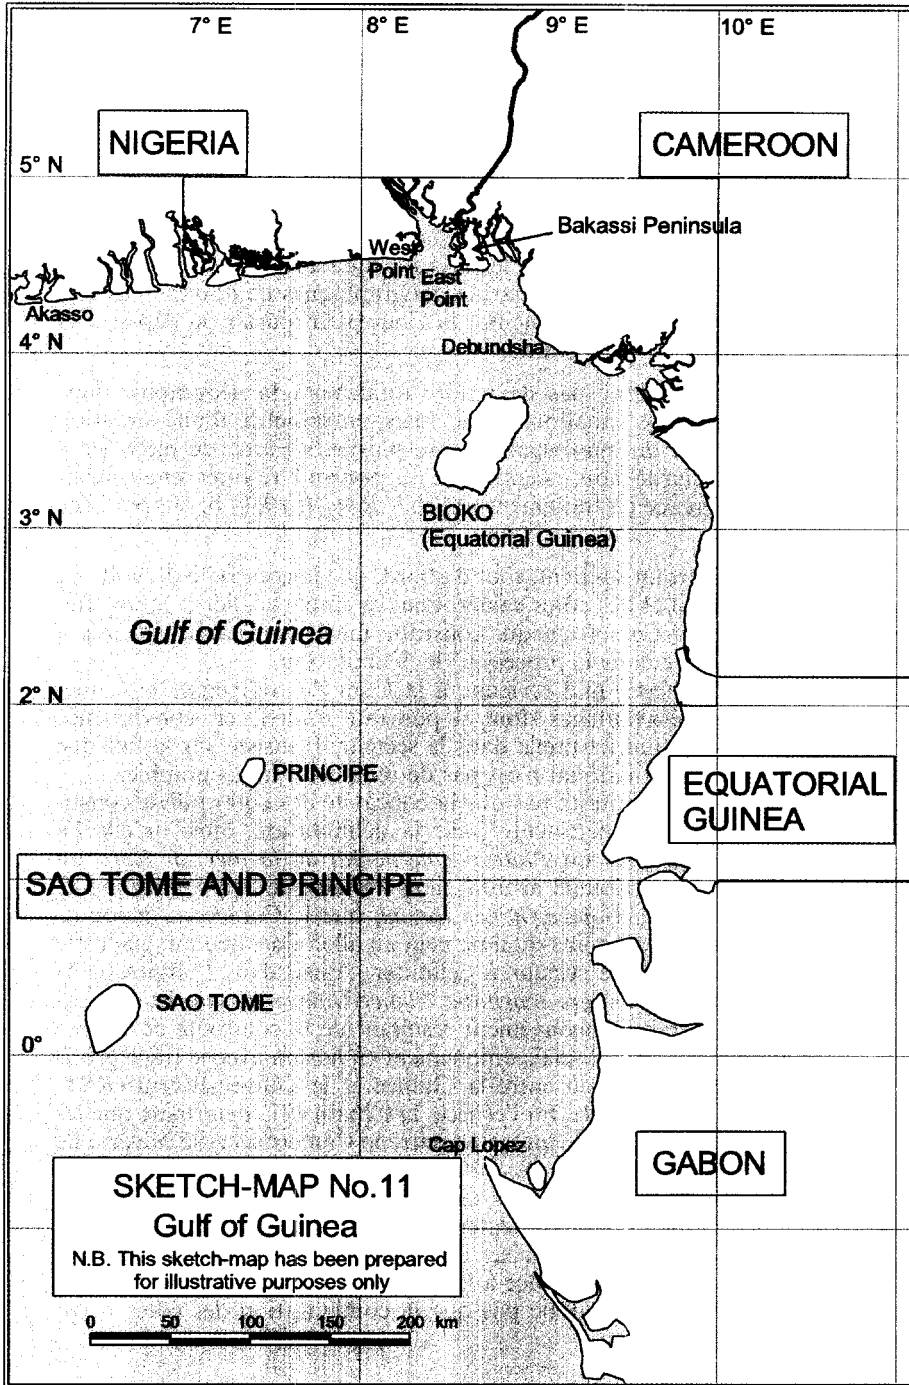 7° E
8° E
9° E
10° E
NIGERIA
CAMEROON
5° N
Bakassi Peninsula
West
Point
East
Point
Akasso
4° N
Debundsha
3° N
BIOKO
(Equatorial Guinea)
Gulf of Guinea
2° N
PRINCIPE
EQUATORIAL
GUINEA
SAO TOME AND PRINCIPE
SAO TOME
0°
Cap Lopez
GABON
SKETCH-MAP No.11
Gulf of Guinea
N.B. This sketch-map has been prepared
for illustrative purposes only
0 50 100 150 200 km